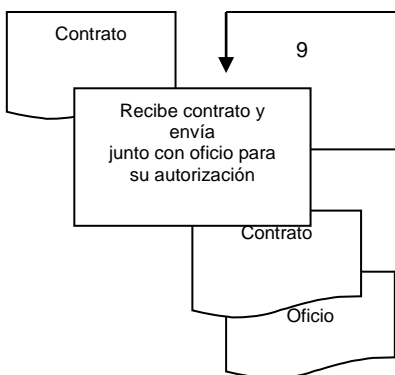 Contrato
9
Recibe contrato y
envía
junto con oficio para
su autorización
Contrato
Oficio